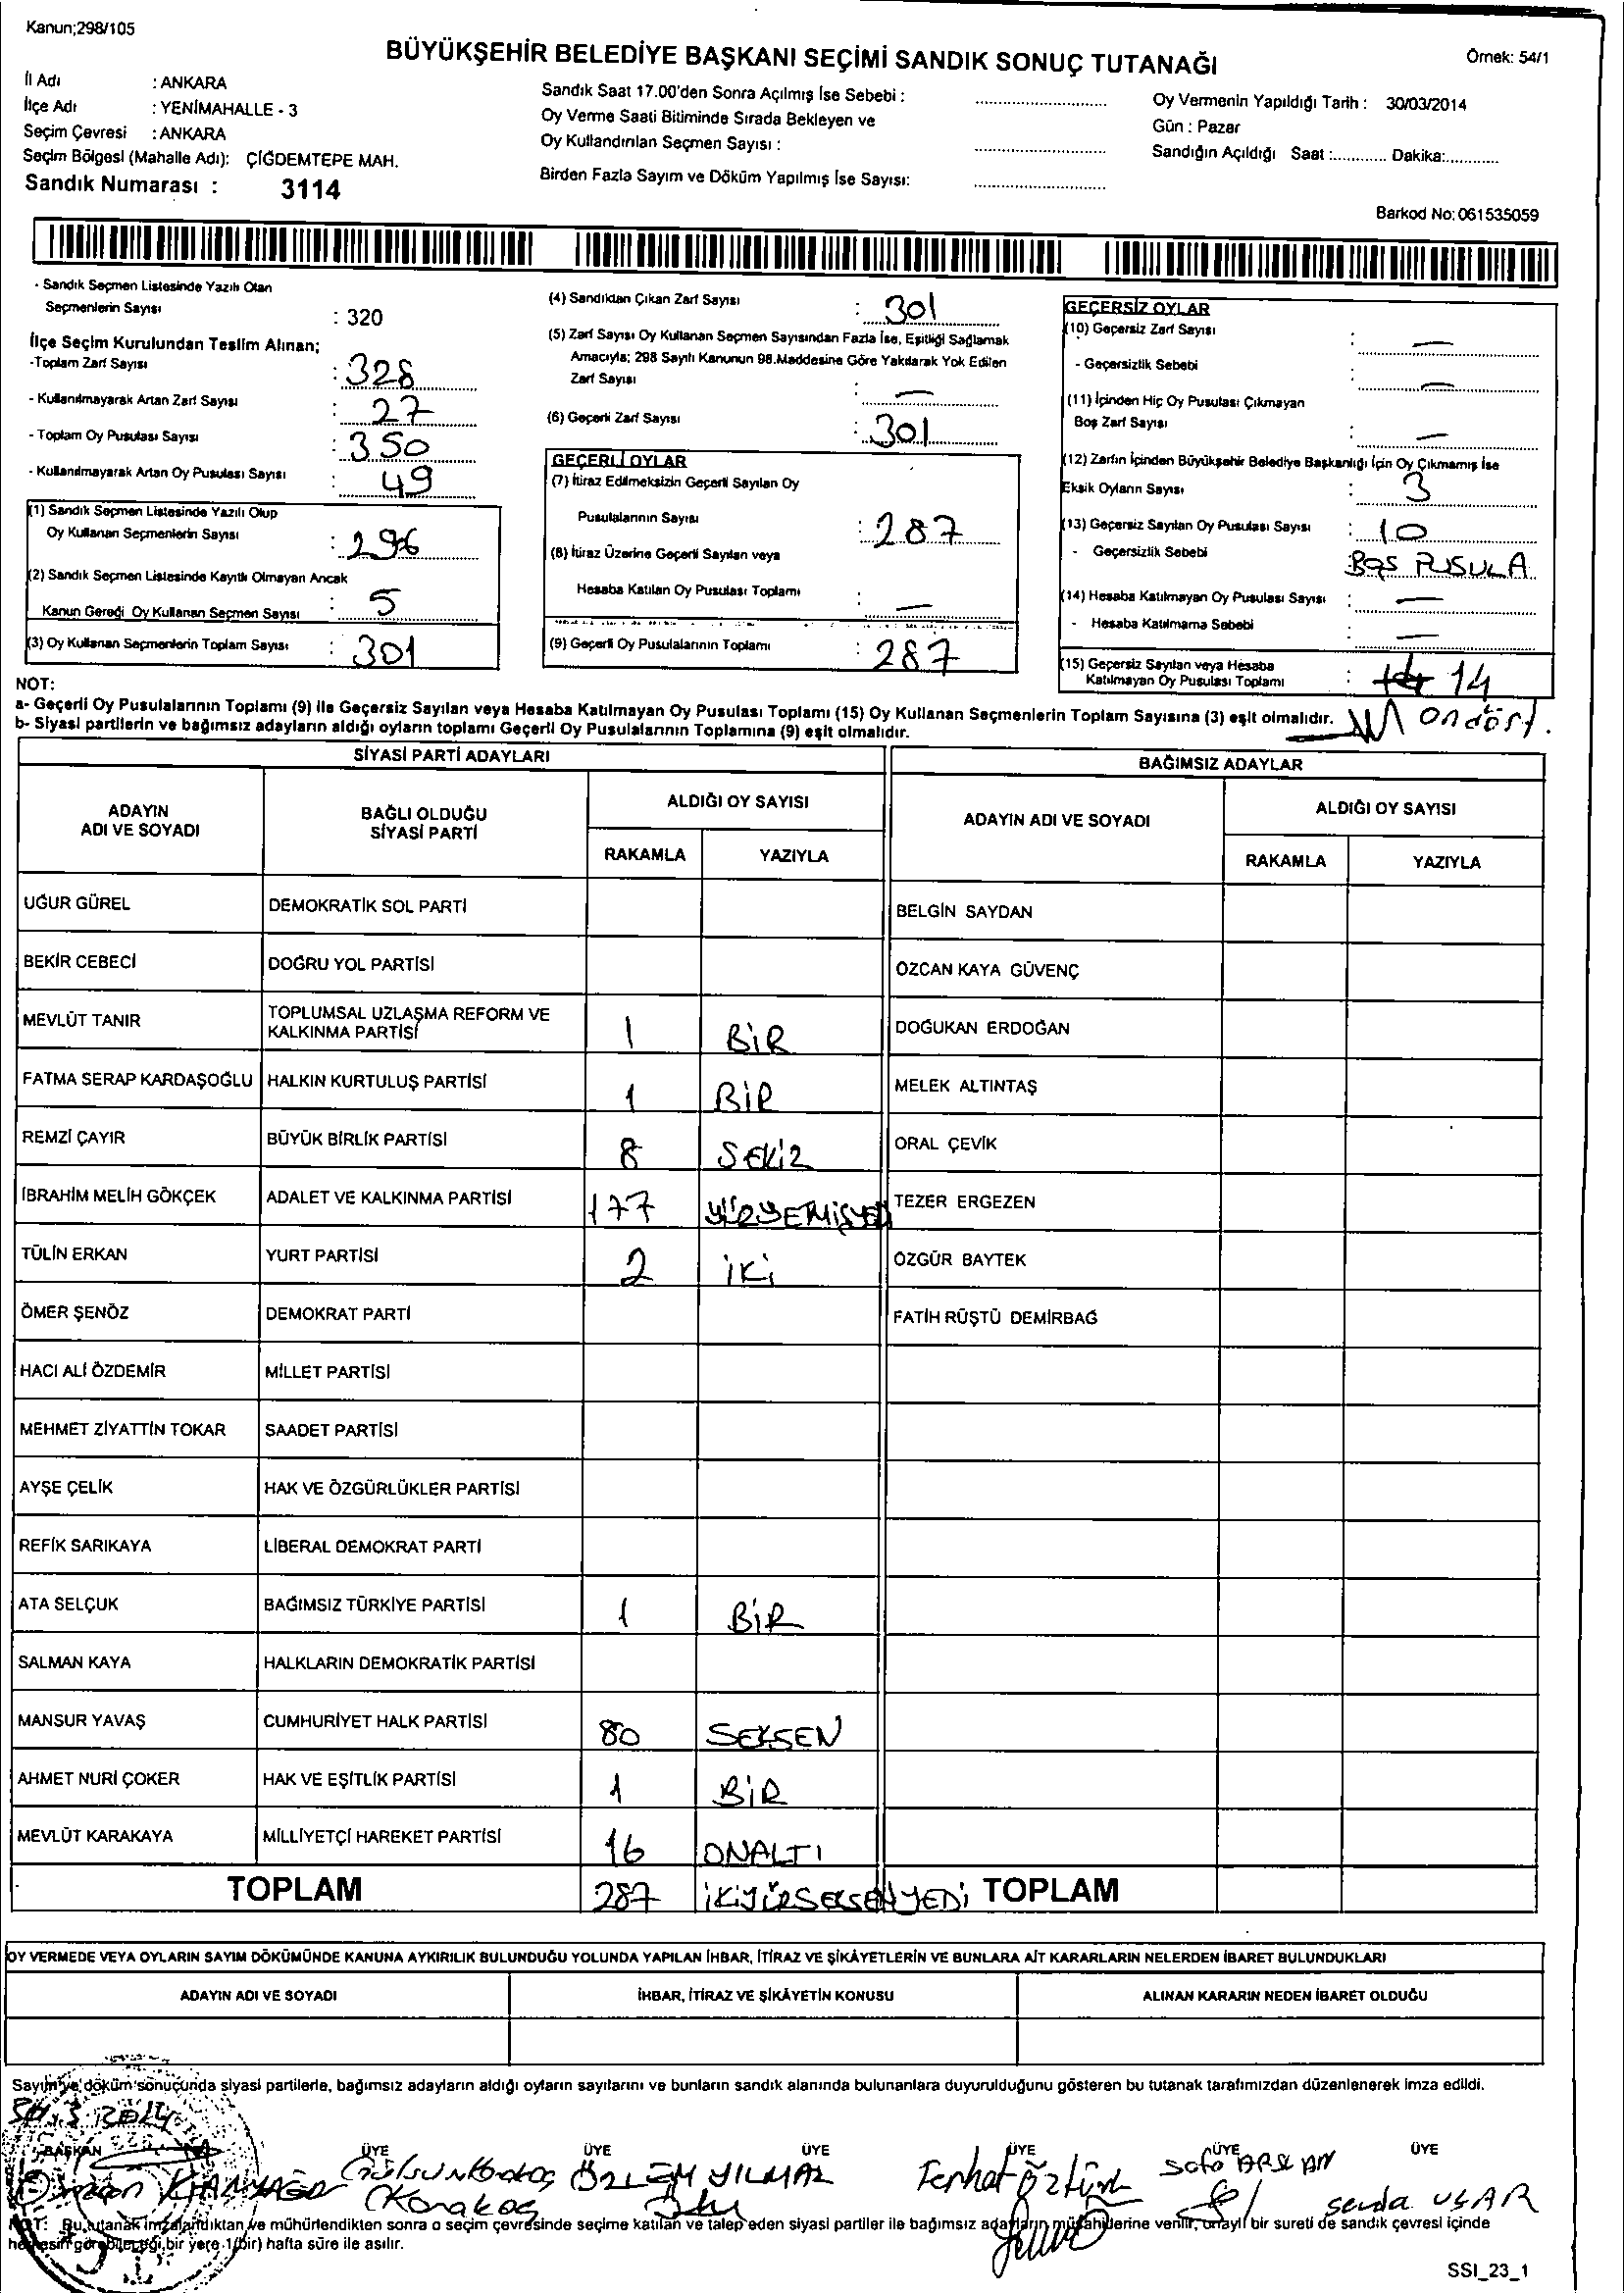 Kanun;298/105
BÜYÜKŞEHİR BELEDİYE BAŞKANI SEÇİMİ SANDIK SONUÇ TUTANAĞI
Örnek: 54/1
İl Adı : ANKARA
İlçe Adı : YENİMAHALLE - 3
Seçim Çevresi : ANKARA
Seçim Bölgesi (Mahalle Adı): ÇİĞDEMTEPE MAH.
Sandık Numarası : 3114
Sandık Saat 17.00'den Sonra Açılmış İse Sebebi :
Oy Verme Saati Bitiminde Sırada Bekleyen ve
Oy Kullandırılan Seçmen Sayısı :
Birden Fazla Sayım ve Döküm Yapılmış İse Sayısı:
Oy Vermenin Yapıldığı Tarih : 30/03/2014
Gün : Pazar
Sandığın Açıldığı Saat :............ Dakika:...........
Barkod No: 061535059
- Sandık Seçmen Listesinde Yazılı Olan
Seçmenlerin Sayısı : 320
İlçe Seçim Kurulundan Teslim Alınan;
-Toplam Zarf Sayısı : 328
- Kullanılmayarak Artan Zarf Sayısı : 27
- Toplam Oy Pusulası Sayısı : 350
- Kullanılmayarak Artan Oy Pusulası Sayısı : 49
(1) Sandık Seçmen Listesinde Yazılı Olup
Oy Kullanan Seçmenlerin Sayısı : 296
(2) Sandık Seçmen Listesinde Kayıtlı Olmayan Ancak
Kanun Gereği Oy Kullanan Seçmen Sayısı : 5
(3) Oy Kullanan Seçmenlerin Toplam Sayısı : 301
(4) Sandıktan Çıkan Zarf Sayısı : 301
(5) Zarf Sayısı Oy Kullanan Seçmen Sayısından Fazla İse, Eşitliği Sağlamak
Amacıyla; 298 Sayılı Kanunun 98.Maddesine Göre Yakılarak Yok Edilen
Zarf Sayısı : —
(6) Geçerli Zarf Sayısı : 301
GEÇERLİ OYLAR
(7) İtiraz Edilmeksizin Geçerli Sayılan Oy
Pusulalarının Sayısı : 287
(8) İtiraz Üzerine Geçerli Sayılan veya
Hesaba Katılan Oy Pusulası Toplamı : —
(9) Geçerli Oy Pusulalarının Toplamı : 287
GEÇERSİZ OYLAR
(10) Geçersiz Zarf Sayısı : —
- Geçersizlik Sebebi : —
(11) İçinden Hiç Oy Pusulası Çıkmayan
Boş Zarf Sayısı : —
(12) Zarfın İçinden Büyükşehir Belediye Başkanlığı İçin Oy Çıkmamış İse
Eksik Oyların Sayısı : 3
(13) Geçersiz Sayılan Oy Pusulası Sayısı : 10
- Geçersizlik Sebebi : BOŞ PUSULA
(14) Hesaba Katılmayan Oy Pusulası Sayısı : —
- Hesaba Katılmama Sebebi : —
(15) Geçersiz Sayılan veya Hesaba
Katılmayan Oy Pusulası Toplamı : 14
ondört.
NOT:
a- Geçerli Oy Pusulalarının Toplamı (9) ile Geçersiz Sayılan veya Hesaba Katılmayan Oy Pusulası Toplamı (15) Oy Kullanan Seçmenlerin Toplam Sayısına (3) eşit olmalıdır.
b- Siyasi partilerin ve bağımsız adayların aldığı oyların toplamı Geçerli Oy Pusulalarının Toplamına (9) eşit olmalıdır.
SİYASİ PARTİ ADAYLARI
BAĞIMSIZ ADAYLAR
ADAYIN ADI VE SOYADI
BAĞLI OLDUĞU SİYASİ PARTİ
ALDIĞI OY SAYISI
RAKAMLA YAZIYLA
ADAYIN ADI VE SOYADI
ALDIĞI OY SAYISI
RAKAMLA YAZIYLA
UĞUR GÜREL DEMOKRATİK SOL PARTİ BELGİN SAYDAN
BEKİR CEBECİ DOĞRU YOL PARTİSİ ÖZCAN KAYA GÜVENÇ
MEVLÜT TANIR TOPLUMSAL UZLAŞMA REFORM VE KALKINMA PARTİSİ 1 BİR DOĞUKAN ERDOĞAN
FATMA SERAP KARDAŞOĞLU HALKIN KURTULUŞ PARTİSİ 1 BİR MELEK ALTINTAŞ
REMZİ ÇAYIR BÜYÜK BİRLİK PARTİSİ 8 SEKİZ ORAL ÇEVİK
İBRAHİM MELİH GÖKÇEK ADALET VE KALKINMA PARTİSİ 177 YÜZYEMİŞYEDİ TEZER ERGEZEN
TÜLİN ERKAN YURT PARTİSİ 2 İKİ ÖZGÜR BAYTEK
ÖMER ŞENÖZ DEMOKRAT PARTİ FATİH RÜŞTÜ DEMİRBAĞ
HACI ALİ ÖZDEMİR MİLLET PARTİSİ
MEHMET ZİYATTİN TOKAR SAADET PARTİSİ
AYŞE ÇELİK HAK VE ÖZGÜRLÜKLER PARTİSİ
REFİK SARIKAYA LİBERAL DEMOKRAT PARTİ
ATA SELÇUK BAĞIMSIZ TÜRKİYE PARTİSİ 1 BİR
SALMAN KAYA HALKLARIN DEMOKRATİK PARTİSİ
MANSUR YAVAŞ CUMHURİYET HALK PARTİSİ 80 SEKSEN
AHMET NURİ ÇOKER HAK VE EŞİTLİK PARTİSİ 1 BİR
MEVLÜT KARAKAYA MİLLİYETÇİ HAREKET PARTİSİ 16 ONALTI
TOPLAM 287 İKİYÜZSEKSENYEDİ TOPLAM
OY VERMEDE VEYA OYLARIN SAYIM DÖKÜMÜNDE KANUNA AYKIRILIK BULUNDUĞU YOLUNDA YAPILAN İHBAR, İTİRAZ VE ŞİKÂYETLERİN VE BUNLARA AİT KARARLARIN NELERDEN İBARET BULUNDUKLARI
ADAYIN ADI VE SOYADI İHBAR, İTİRAZ VE ŞİKÂYETİN KONUSU ALINAN KARARIN NEDEN İBARET OLDUĞU
Sayım ve döküm sonucunda siyasi partilerle, bağımsız adayların aldığı oyların sayılarını ve bunların sandık alanında bulunanlara duyurulduğunu gösteren bu tutanak tarafımızdan düzenlenerek imza edildi.
BAŞKAN ÜYE ÜYE ÜYE ÜYE ÜYE ÜYE
Gülsün Karakaş ÖZLEM YILMAZ Ferhat Öztürk Sefa ARSLAN
Karakaş Sevda UÇAR
NOT: Bu tutanak imzalandıktan ve mühürlendikten sonra o seçim çevresinde seçime katılan ve talep eden siyasi partiler ile bağımsız adayların müşahitlerine verilir, onaylı bir sureti de sandık çevresi içinde
herkesin görebileceği bir yere 1(bir) hafta süre ile asılır.
SSI_23_1